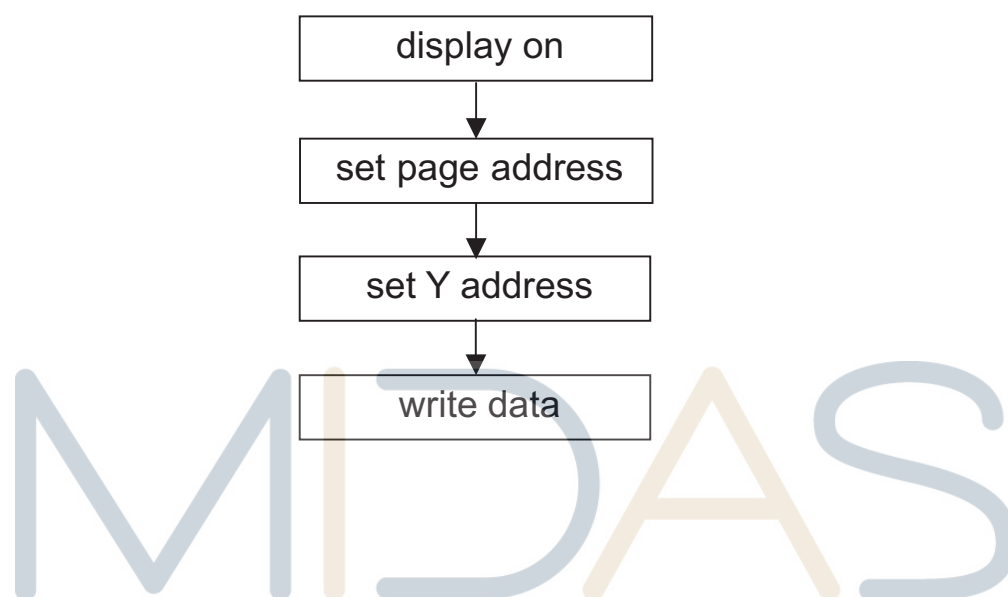 display on
set page address
set Y address
write data
MIDAS